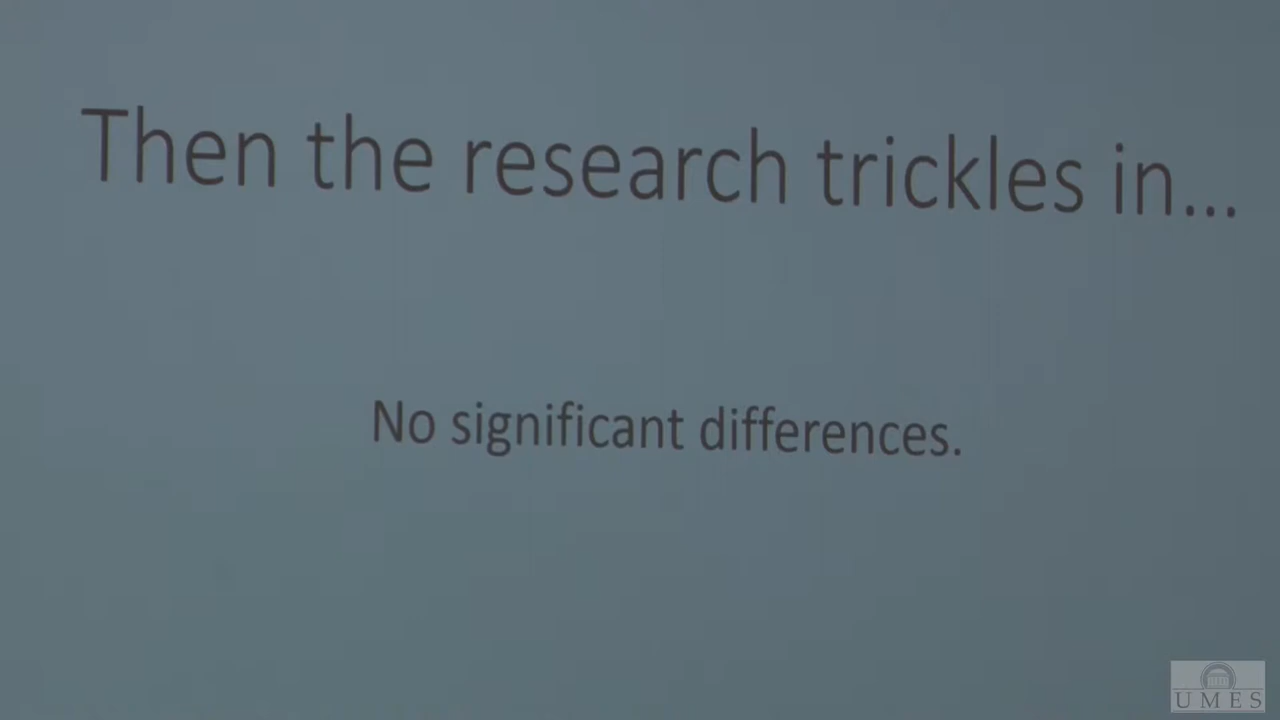 Then the research trickles in...
No significant differences.
UMES